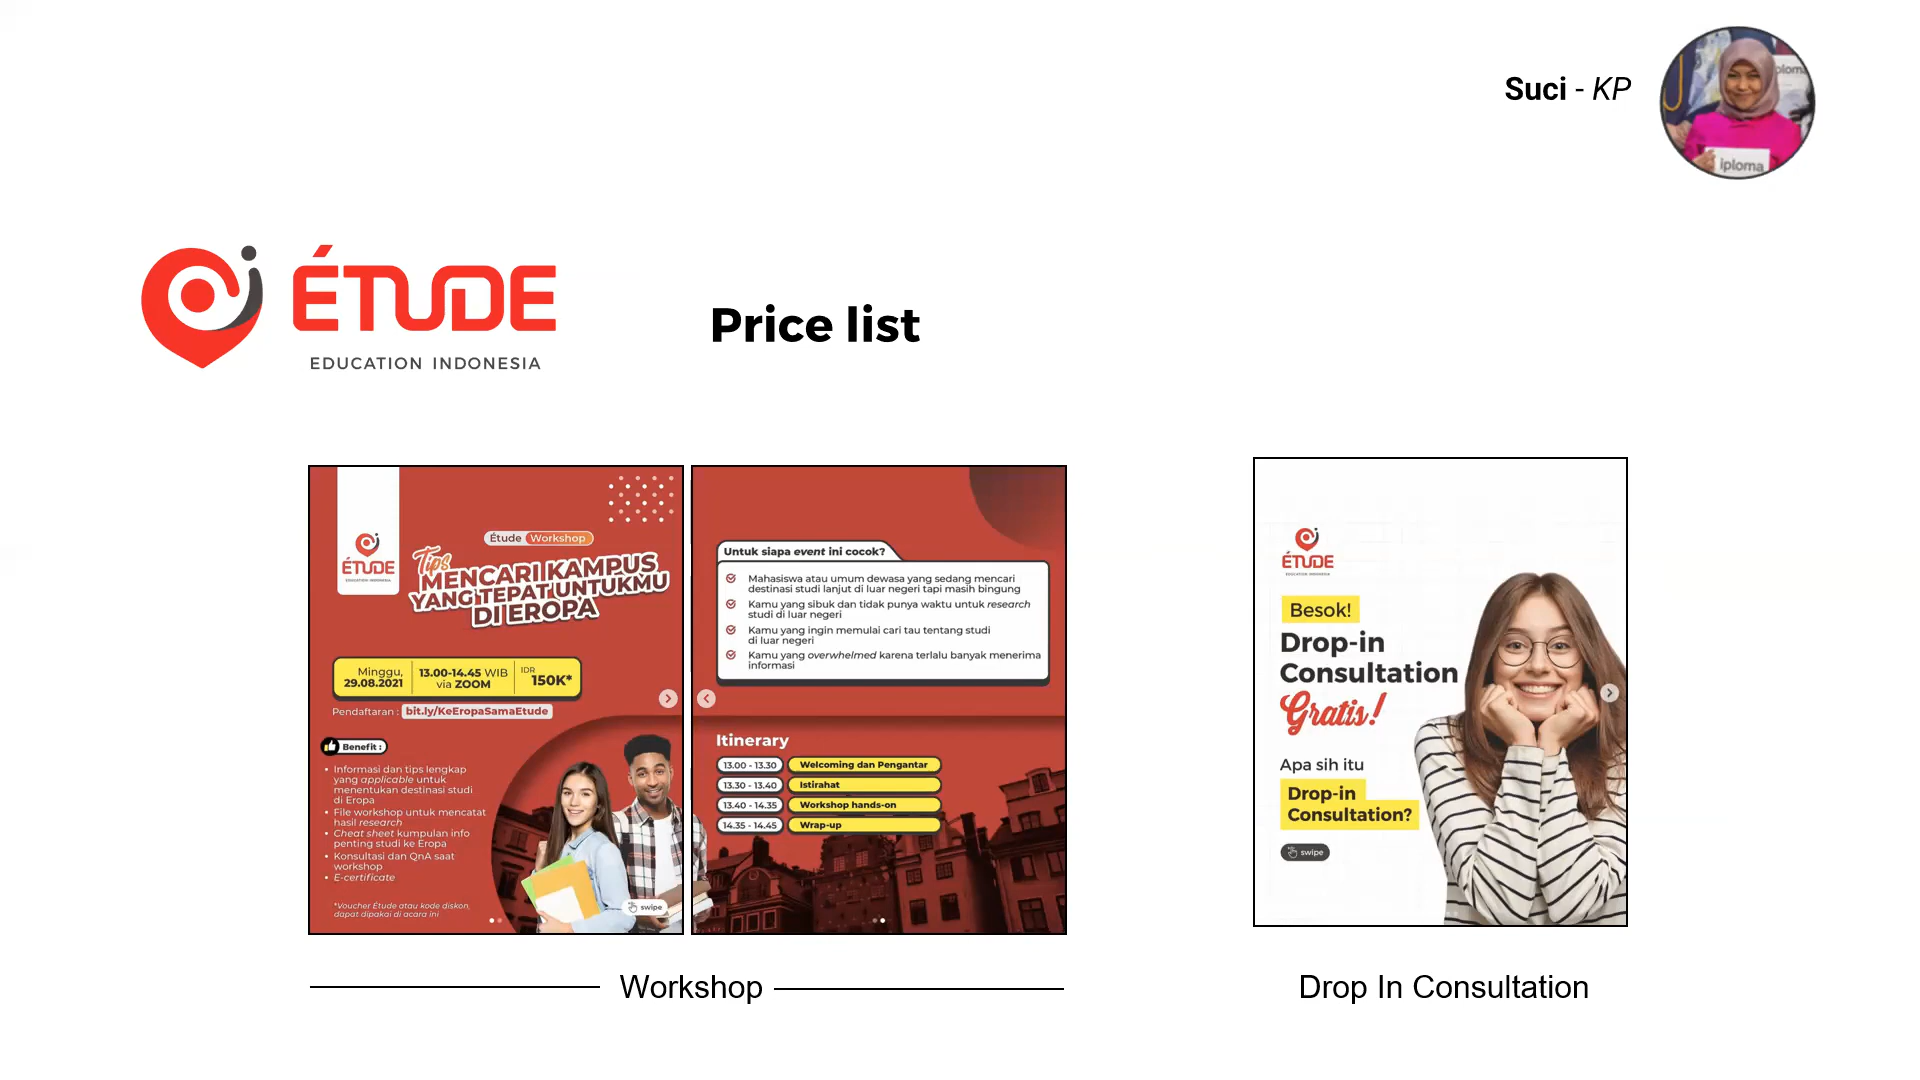 Suci - KP
iploma
ÉTUDE
EDUCATION INDONESIA
Price list
ÉTUDE
EDUCATION INDONESIA
Étude Workshop
Tips
MENCARI KAMPUS
YANG TEPAT UNTUKMU
DI EROPA
Minggu,
29.08.2021
13.00-14.45 WIB
via ZOOM
IDR
150K*
Pendaftaran : bit.ly/KeEropaSamaEtude
Benefit :
• Informasi dan tips lengkap
yang applicable untuk
menentukan destinasi studi
di Eropa
• File workshop untuk mencatat
hasil research
• Cheat sheet kumpulan info
penting studi ke Eropa
• Konsultasi dan QnA saat
workshop
• E-certificate
*Voucher Étude atau kode diskon,
dapat dipakai di acara ini
swipe
Untuk siapa event ini cocok?
Mahasiswa atau umum dewasa yang sedang mencari
destinasi studi lanjut di luar negeri tapi masih bingung
Kamu yang sibuk dan tidak punya waktu untuk research
studi di luar negeri
Kamu yang ingin memulai cari tau tentang studi
di luar negeri
Kamu yang overwhelmed karena terlalu banyak menerima
informasi
Itinerary
13.00 - 13.30 Welcoming dan Pengantar
13.30 - 13.40 Istirahat
13.40 - 14.35 Workshop hands-on
14.35 - 14.45 Wrap-up
ÉTUDE
EDUCATION INDONESIA
Besok!
Drop-in
Consultation
Gratis!
Apa sih itu
Drop-in
Consultation?
swipe
Workshop
Drop In Consultation